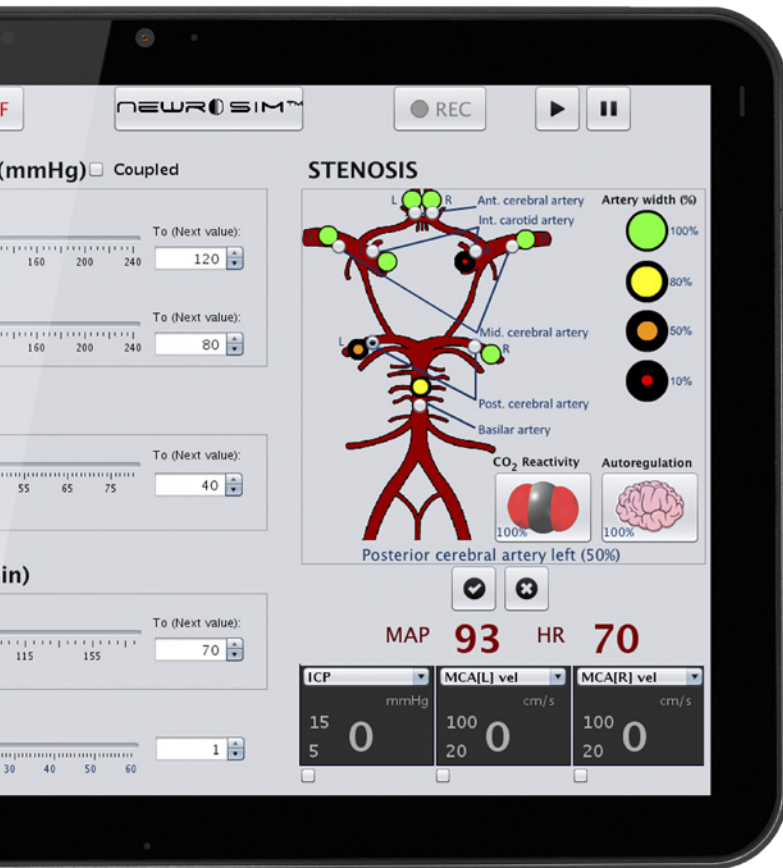 F
NEWROSIM™
REC
(mmHg)
Coupled
To (Next value):
160 200 240
120
To (Next value):
160 200 240
80
To (Next value):
55 65 75
40
in)
To (Next value):
115 155
70
30 40 50 60
1
STENOSIS
L R
Ant. cerebral artery
Int. carotid artery
Artery width (%)
100%
80%
50%
10%
Mid. cerebral artery
L
R
Post. cerebral artery
Basilar artery
CO2 Reactivity
Autoregulation
100%
100%
Posterior cerebral artery left (50%)
MAP 93 HR 70
ICP
mmHg
15
5
0
MCA[L] vel
cm/s
100
20
0
MCA[R] vel
cm/s
100
20
0